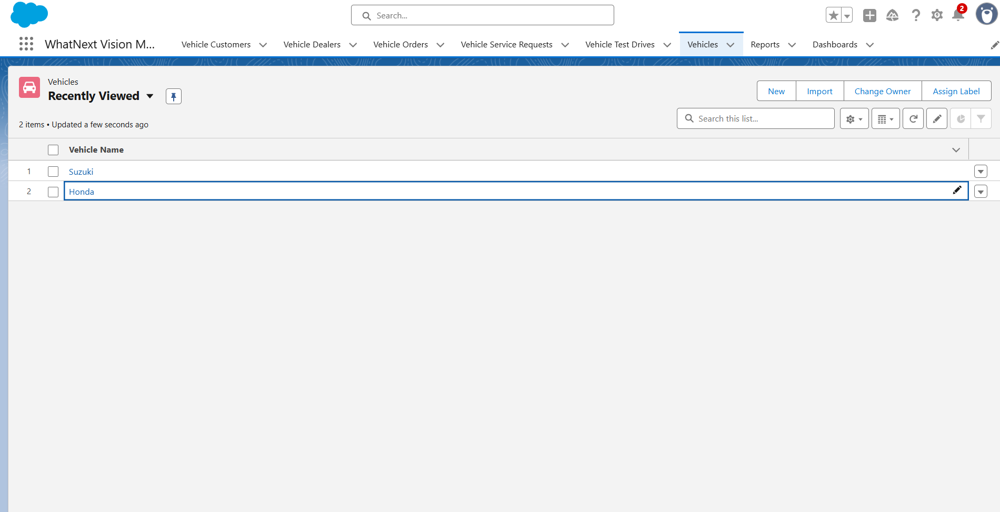 Search...
2
WhatNext Vision M...
Vehicle Customers
Vehicle Dealers
Vehicle Orders
Vehicle Service Requests
Vehicle Test Drives
Vehicles
Reports
Dashboards
Vehicles
Recently Viewed
New
Import
Change Owner
Assign Label
2 items • Updated a few seconds ago
Search this list...
Vehicle Name
1 Suzuki
2 Honda